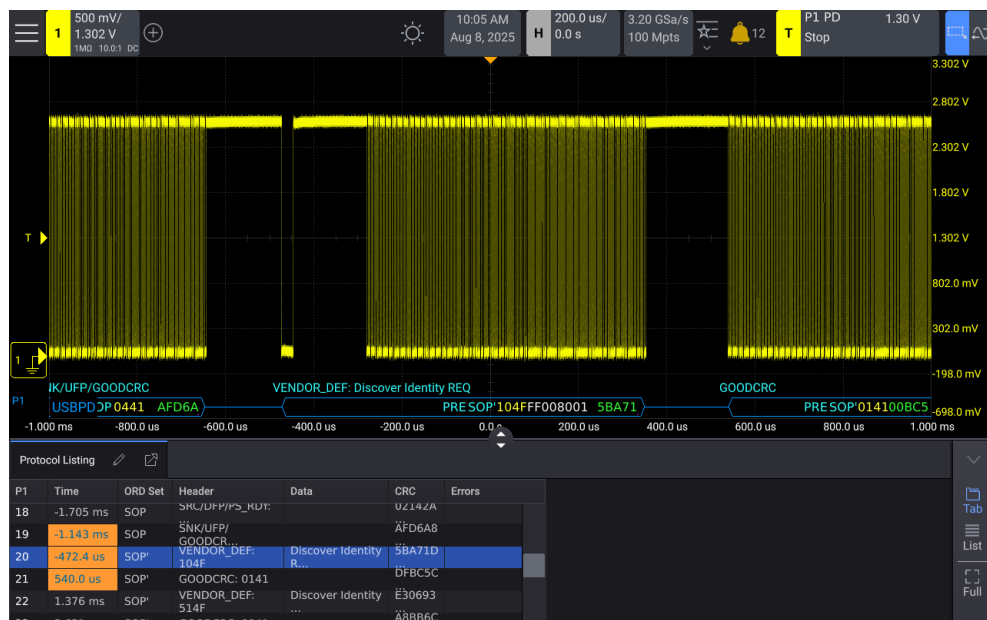 500 mV/
1 1.302 V
1MΩ 10.0:1 DC
10:05 AM
Aug 8, 2025
H
200.0 us/
0.0 s
3.20 GSa/s
100 Mpts
12
T
P1 PD 1.30 V
Stop
3.302 V
2.802 V
2.302 V
1.802 V
T
1.302 V
802.0 mV
302.0 mV
1
-198.0 mV
NK/UFP/GOODCRC VENDOR_DEF: Discover Identity REQ GOODCRC
P1
USBPD OP 0441 AFD6A PRE SOP'104FFF008001 5BA71 PRE SOP'014100BC5
-698.0 mV
-1.000 ms -800.0 us -600.0 us -400.0 us -200.0 us 0.0 s 200.0 us 400.0 us 600.0 us 800.0 us 1.000 ms
Protocol Listing
P1 Time ORD Set Header Data CRC Errors
18 -1.705 ms SOP SRC/DFP/PS_RDY: ... 02142A ...
19 -1.143 ms SOP SNK/UFP/ GOODCR... AFD6A8 ...
20 -472.4 us SOP' VENDOR_DEF: 104F Discover Identity R... 5BA71D ...
21 540.0 us SOP' GOODCRC: 0141 DFBC5C ...
22 1.376 ms SOP' VENDOR_DEF: 514F Discover Identity ... E30693 ...
A8BB6C
Tab
List
Full